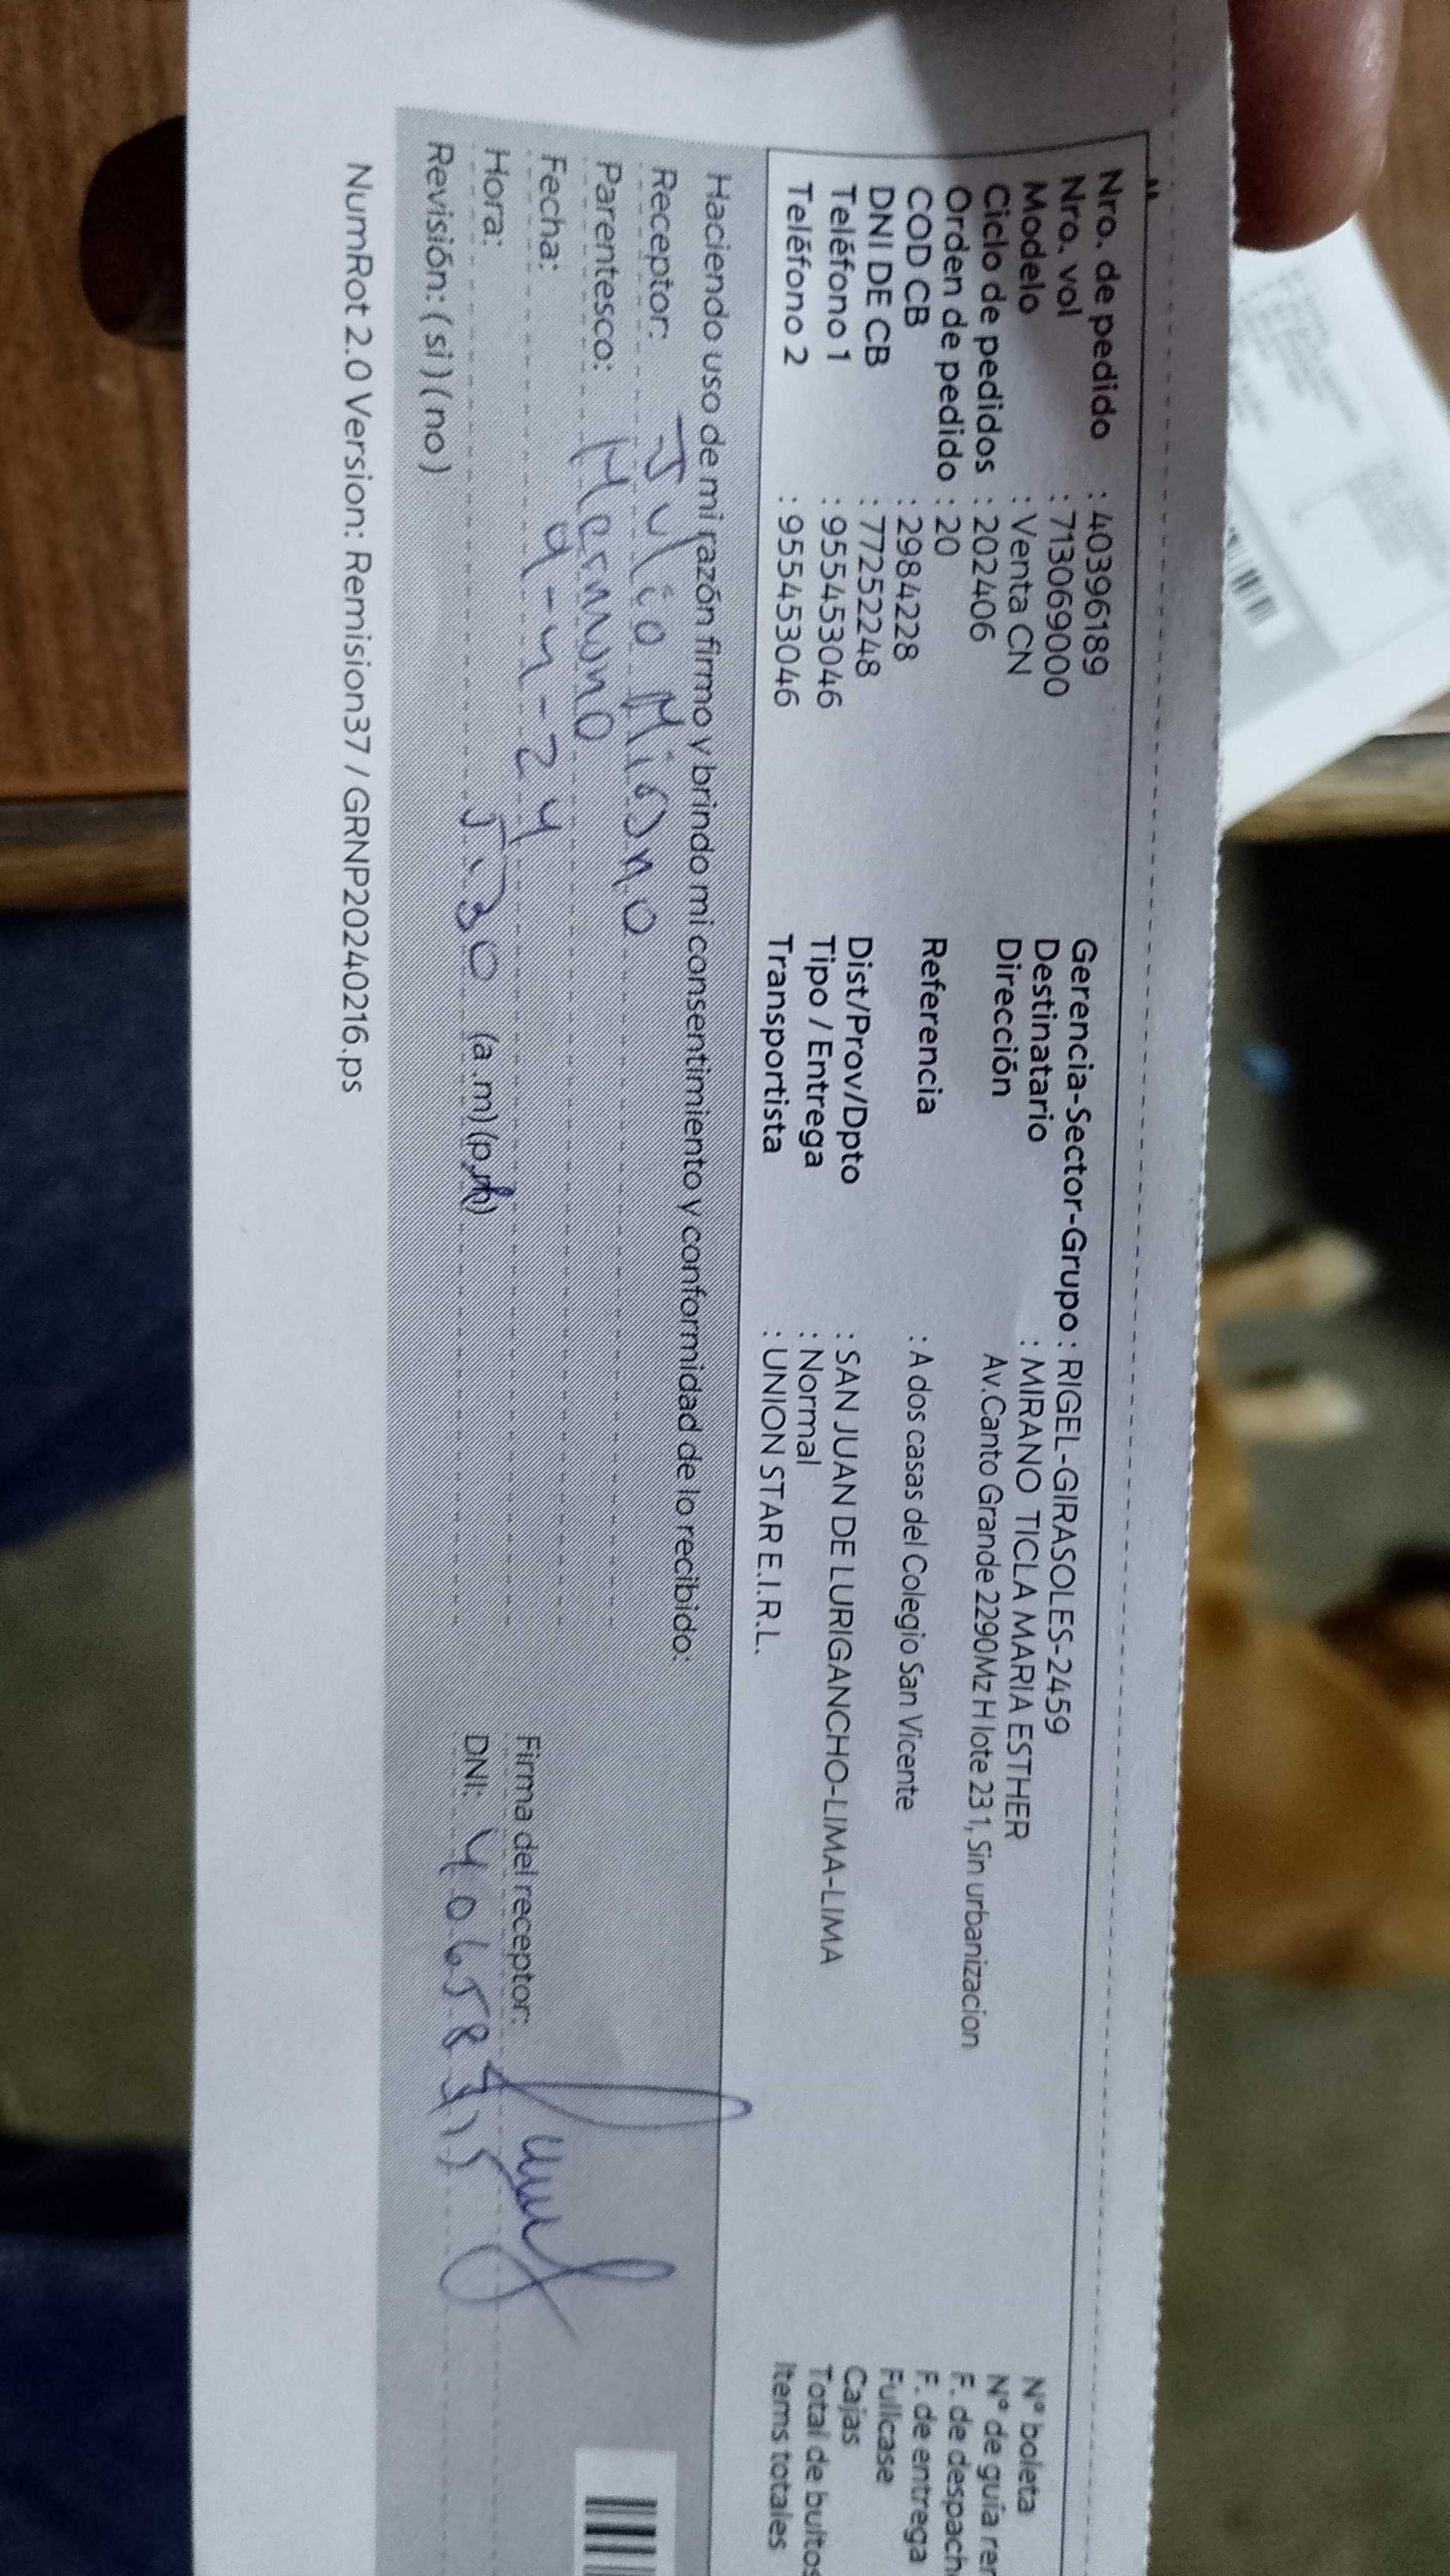 Nro. de pedido : 40396189
Nro. vol : 713069000
Modelo : Venta CN
Ciclo de pedidos : 202406
Orden de pedido : 20
COD CB : 2984228
DNI DE CB : 77252248
Teléfono 1 : 955453046
Teléfono 2 : 955453046
Gerencia-Sector-Grupo : RIGEL-GIRASOLES-2459
Destinatario : MIRANO TICLA MARIA ESTHER
Dirección Av.Canto Grande 2290Mz H lote 23 1, Sin urbanizacion
Referencia : A dos casas del Colegio San Vicente
Dist/Prov/Dpto : SAN JUAN DE LURIGANCHO-LIMA-LIMA
Tipo / Entrega : Normal
Transportista : UNION STAR E.I.R.L.
N° boleta
N° de guía
F. de
F. de entrega
Fullcase
Cajas
Total de bultos
Items totales
Haciendo uso de mi razón firmo y brindo mi consentimiento y conformidad de lo recibido:
Receptor: Julio Mirano
Parentesco: Hermano
Fecha: 9-4-24
Hora: 5:30 (a.m) (p.m)
Revisión: (si) (no)
Firma del receptor:
DNI:
NumRot 2.0 Version: Remision37 / GRNP20240216.ps